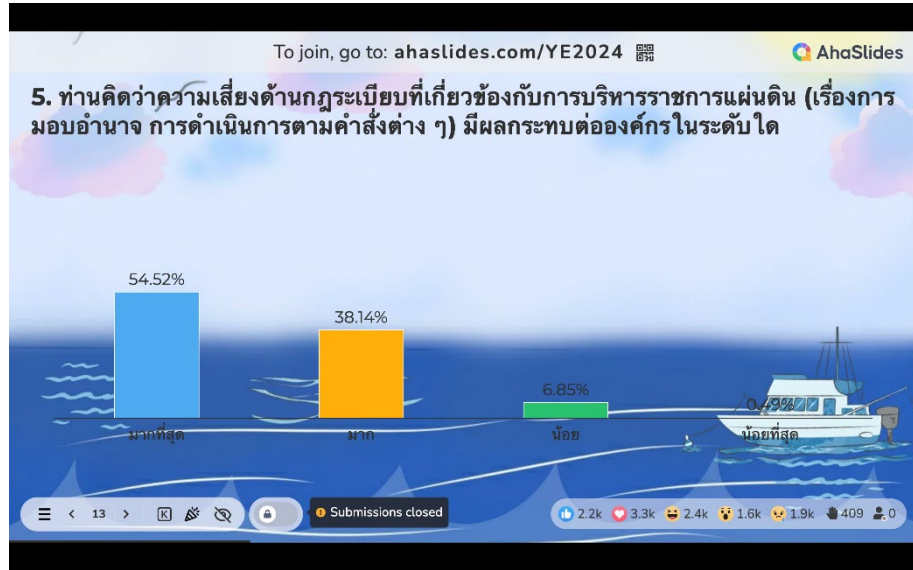 To join, go to: ahaslides.com/YE2024
AhaSlides
5. ท่านคิดว่าความเสี่ยงด้านกฎระเบียบที่เกี่ยวข้องกับการบริหารราชการแผ่นดิน (เรื่องการ
มอบอำนาจ การดำเนินการตามคำสั่งต่าง ๆ) มีผลกระทบต่อองค์กรในระดับใด
54.52%
38.14%
6.85%
0.49%
มากที่สุด
มาก
น้อย
น้อยที่สุด
13
K
Submissions closed
2.2k
3.3k
2.4k
1.6k
1.9k
409
0